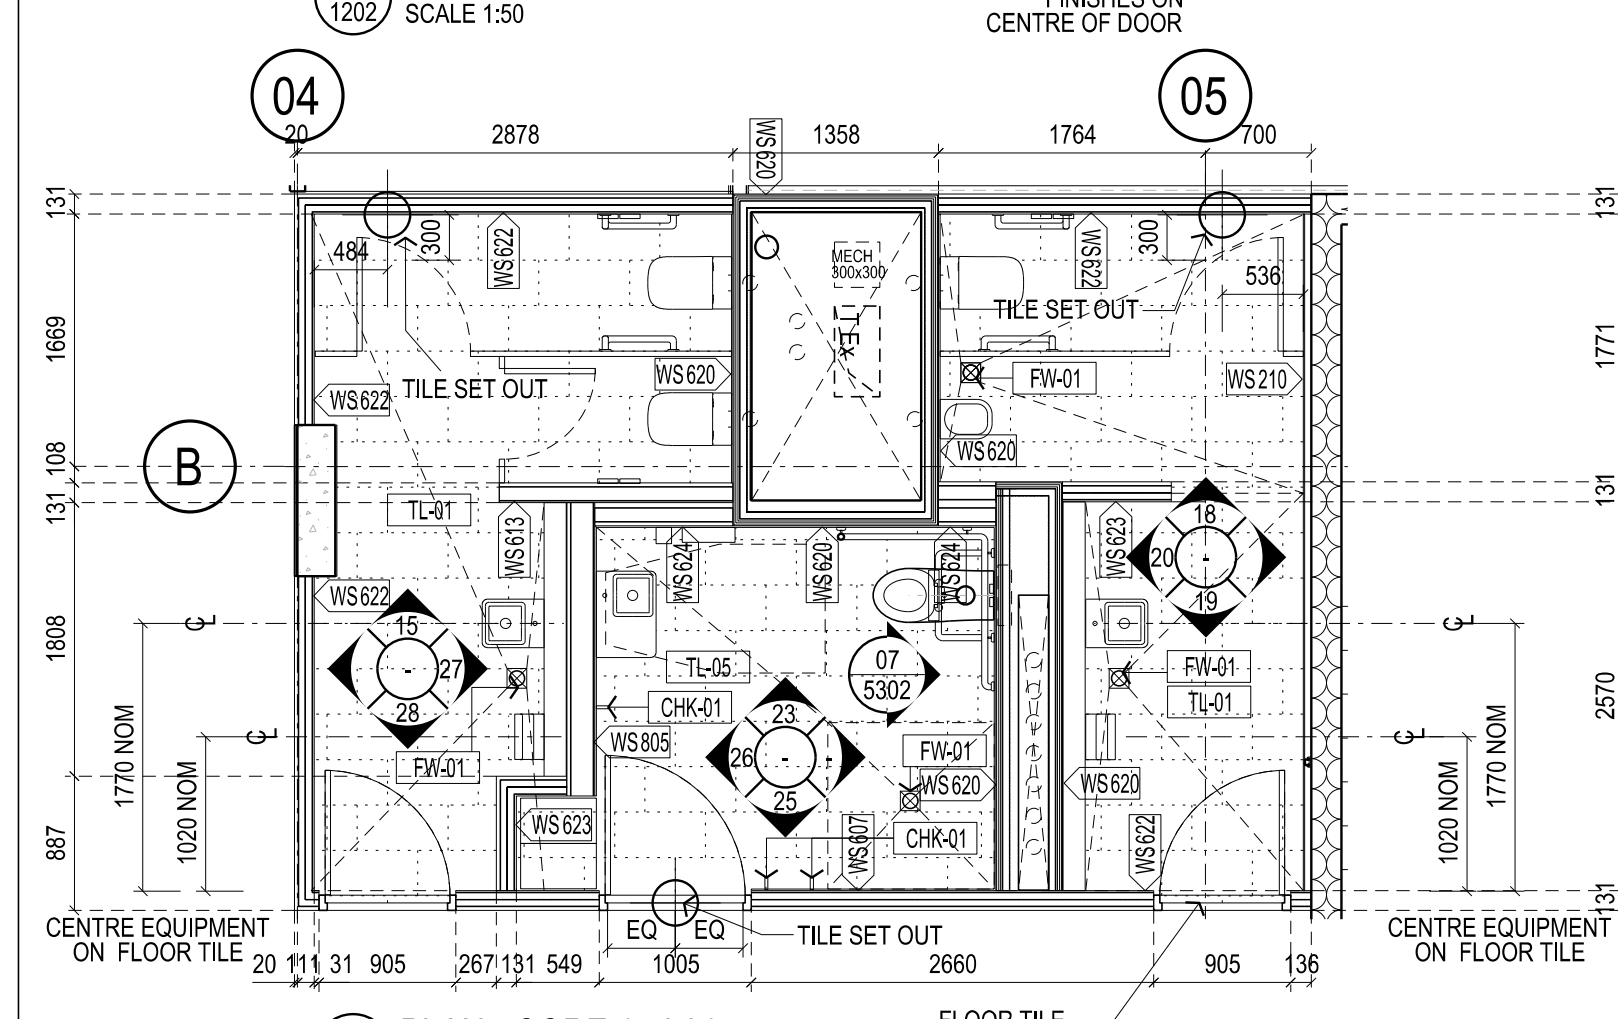 1202
SCALE 1:50
FINISHES ON
CENTRE OF DOOR
04
05
20
2878
1358
1764
700
WS620
131
1669
108
131
1808
887
131
1771
131
2570
131
484
300
WS622
MECH
300x300
TEx
WS622
300
536
TILE SET OUT
TILE SET OUT
WS622
WS620
FW-01
WS210
B
WS620
TL-01
WS613
WS624
WS620
WS624
WS623
18
20
-
19
WS622
15
-
27
28
TL-05
07
5302
FW-01
TL-01
CHK-01
23
26
-
25
WS805
FW-01
FW-01
WS620
WS620
WS623
WS607
CHK-01
WS622
CL
CL
1770 NOM
1020 NOM
CL
CL
1020 NOM
1770 NOM
CENTRE EQUIPMENT
ON FLOOR TILE
EQ
EQ
TILE SET OUT
CENTRE EQUIPMENT
ON FLOOR TILE
20
111
31
905
267
131
549
1005
2660
905
136
FLOOR TILE